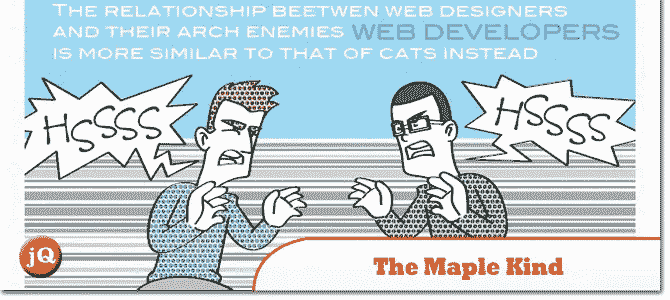 The relationship beetwen web designers
and their arch enemies web developers
is more similar to that of cats instead
HSSSS
HSSSS
jQ
The Maple Kind